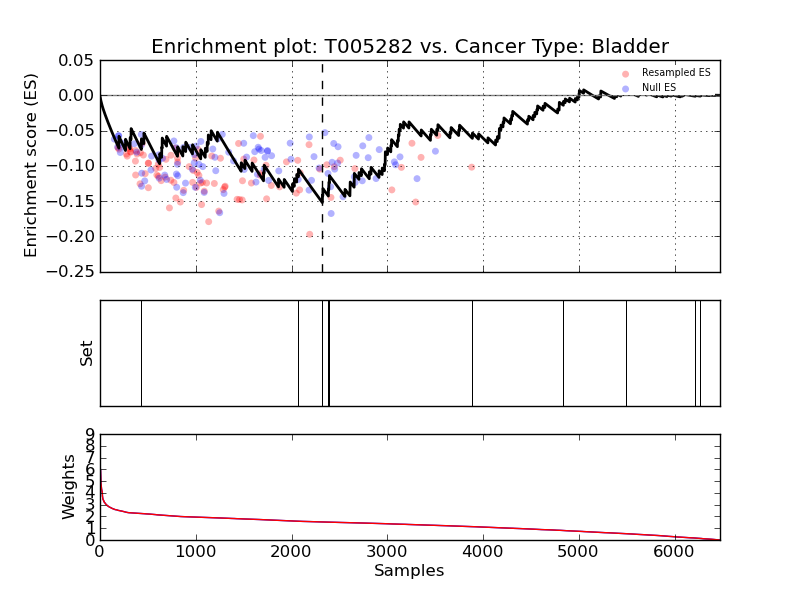 Enrichment plot: T005282 vs. Cancer Type: Bladder
Enrichment score (ES)
0.05
0.00
−0.05
−0.10
−0.15
−0.20
−0.25
Resampled ES
Null ES
Set
Weights
9
8
7
6
5
4
3
2
1
0
0 1000 2000 3000 4000 5000 6000
Samples